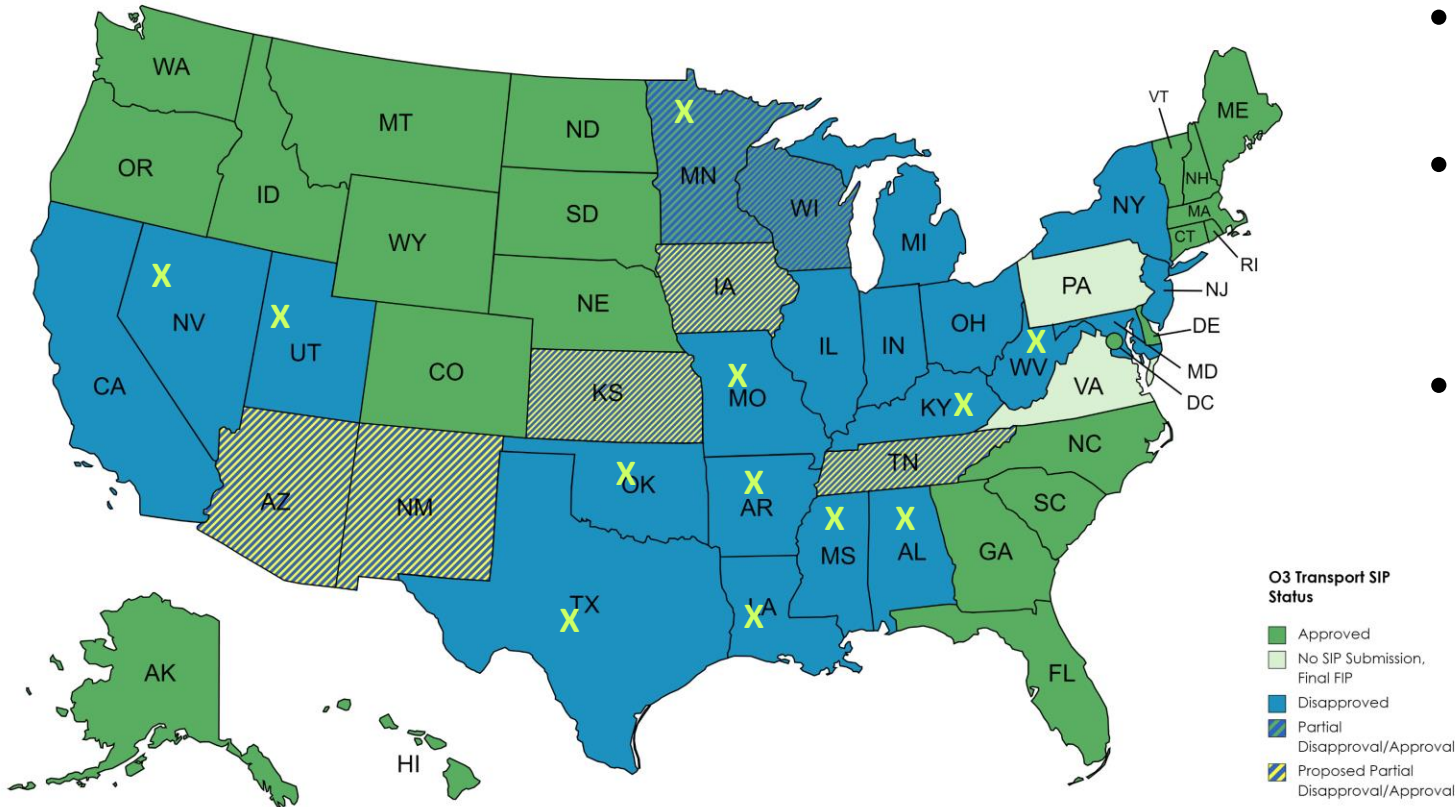 WA
MT
ND
MN
VT
ME
OR
ID
SD
WI
NH
NY
MA
WY
MI
CT
RI
IA
PA
NJ
NE
X
NV
X
UT
X
OH
DE
IL
IN
X
WV
MD
CA
CO
KS
X
MO
VA
DC
KY X
NC
TN
X
OK
X
AR
AZ
NM
SC
X
MS
X
AL
GA
TX
X
LA
X
AK
FL
HI
O3 Transport SIP
Status
Approved
No SIP Submission,
Final FIP
Disapproved
Partial
Disapproval/Approval
Proposed Partial
Disapproval/Approval